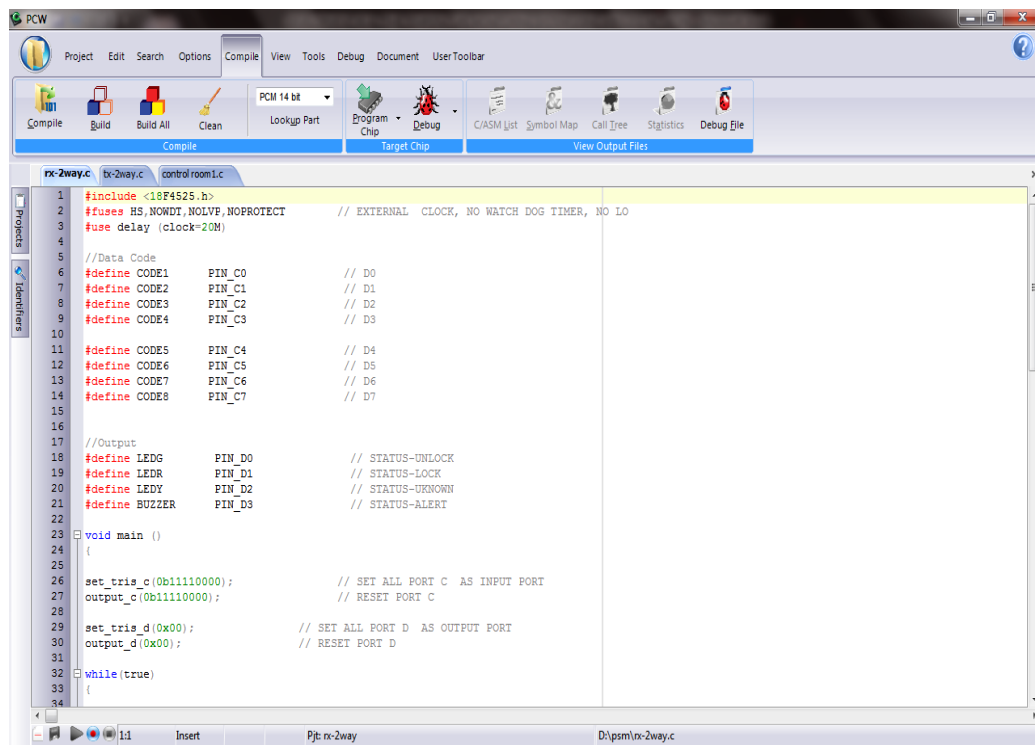 PCW
Project Edit Search Options Compile View Tools Debug Document User Toolbar
Compile Build Build All Clean PCM 14 bit Lookup Part Program Chip Debug C/ASM List Symbol Map Call Tree Statistics Debug File
Compile Target Chip View Output Files
rx-2way.c tx-2way.c control room1.c
Projects
Identifiers
1 #include <18F4525.h>
2 #fuses HS,NOWDT,NOLVP,NOPROTECT // EXTERNAL CLOCK, NO WATCH DOG TIMER, NO LO
3 #use delay (clock=20M)
4
5 //Data Code
6 #define CODE1 PIN_C0 // D0
7 #define CODE2 PIN_C1 // D1
8 #define CODE3 PIN_C2 // D2
9 #define CODE4 PIN_C3 // D3
10
11 #define CODE5 PIN_C4 // D4
12 #define CODE6 PIN_C5 // D5
13 #define CODE7 PIN_C6 // D6
14 #define CODE8 PIN_C7 // D7
15
16
17 //Output
18 #define LEDG PIN_D0 // STATUS-UNLOCK
19 #define LEDR PIN_D1 // STATUS-LOCK
20 #define LEDY PIN_D2 // STATUS-UKNOWN
21 #define BUZZER PIN_D3 // STATUS-ALERT
22
23 void main ()
24 {
25
26 set_tris_c(0b11110000); // SET ALL PORT C AS INPUT PORT
27 output_c(0b11110000); // RESET PORT C
28
29 set_tris_d(0x00); // SET ALL PORT D AS OUTPUT PORT
30 output_d(0x00); // RESET PORT D
31
32 while(true)
33 {
34
1:1 Insert Pjt: rx-2way D:\psm\rx-2way.c